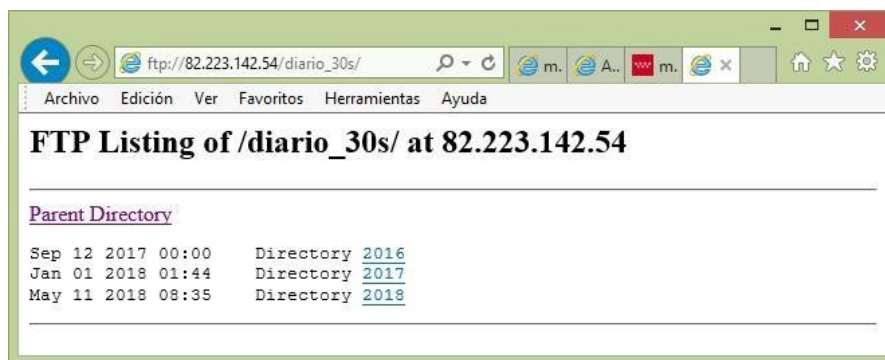 ftp://82.223.142.54/diario_30s/ m. A.. m.
Archivo Edición Ver Favoritos Herramientas Ayuda
FTP Listing of /diario_30s/ at 82.223.142.54
Parent Directory
Sep 12 2017 00:00 Directory 2016
Jan 01 2018 01:44 Directory 2017
May 11 2018 08:35 Directory 2018